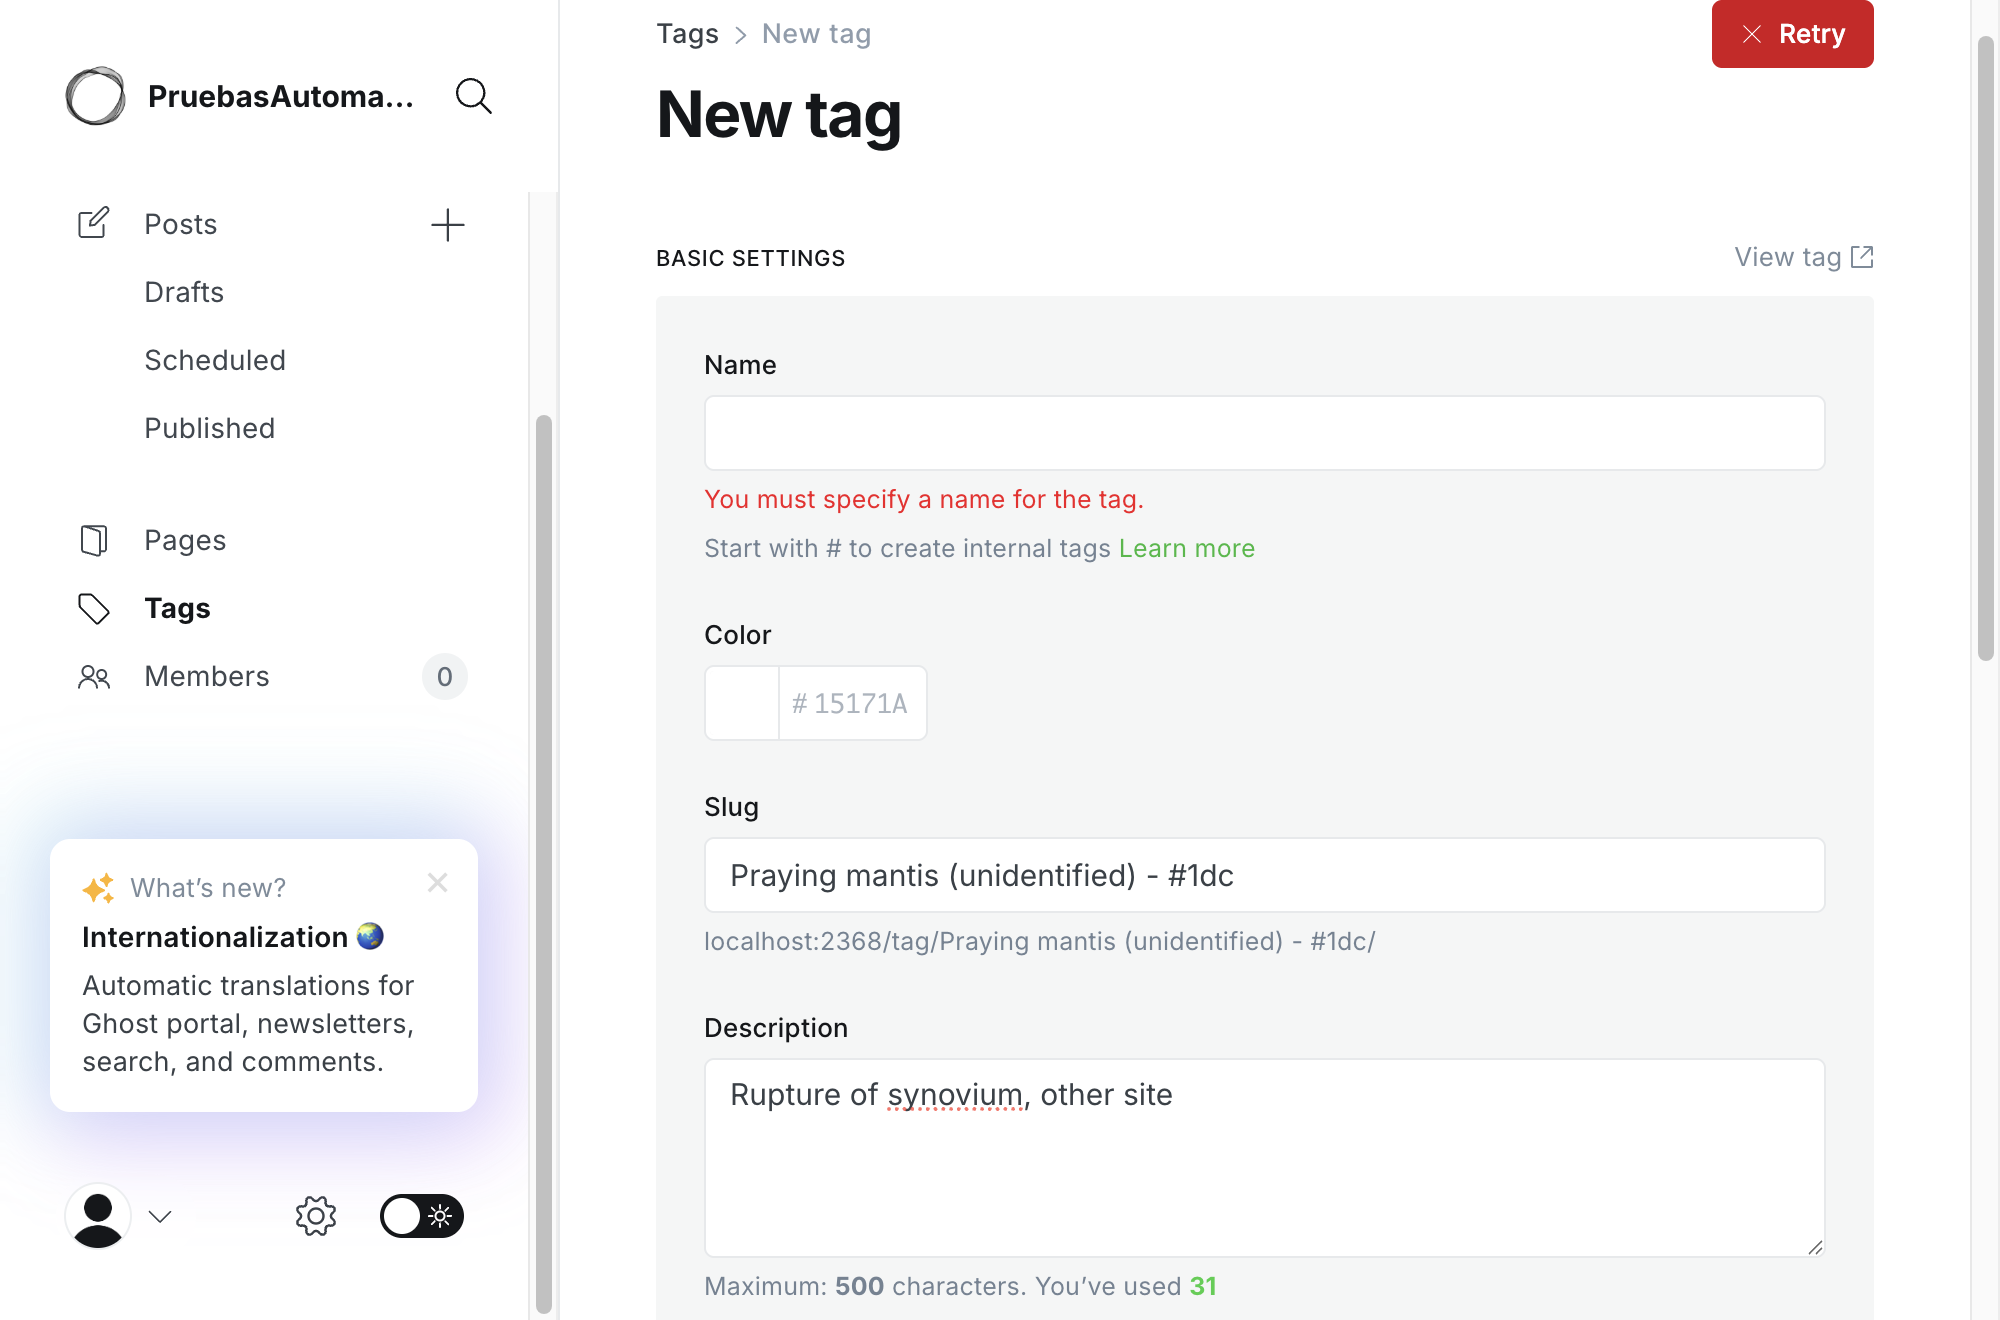 PruebasAutoma...
Posts
Drafts
Scheduled
Published
Pages
Tags
Members
0
What's new?
Internationalization
Automatic translations for
Ghost portal, newsletters,
search, and comments.
Tags > New tag
Retry
New tag
BASIC SETTINGS
View tag
Name
You must specify a name for the tag.
Start with # to create internal tags Learn more
Color
# 15171A
Slug
Praying mantis (unidentified) - #1dc
localhost:2368/tag/Praying mantis (unidentified) - #1dc/
Description
Rupture of synovium, other site
Maximum: 500 characters. You've used 31